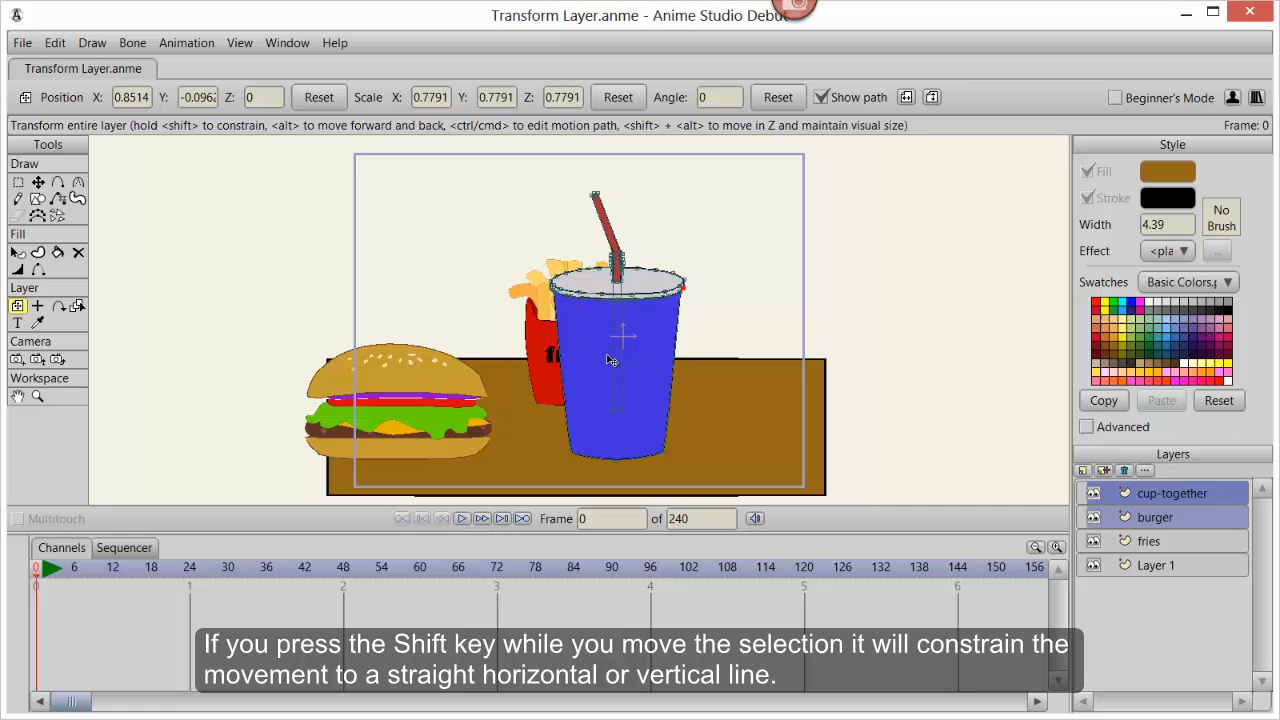 Transform Layer.anme - Anime Studio Debut
File Edit Draw Bone Animation View Window Help
Transform Layer.anme
Position X: 0.8514 Y: -0.0962 Z: 0 Reset Scale X: 0.7791 Y: 0.7791 Z: 0.7791 Reset Angle: 0 Reset Show path Beginner's Mode
Transform entire layer (hold <shift> to constrain, <alt> to move forward and back, <ctrl/cmd> to edit motion path, <shift> + <alt> to move in Z and maintain visual size) Frame: 0
Tools
Draw
Fill
Layer
Camera
Workspace
Style
Fill
Stroke
Width 4.39
No
Brush
Effect <pla
Swatches Basic Colors.p
Copy Paste Reset
Advanced
Layers
cup-together
burger
fries
Layer 1
Multitouch Frame 0 of 240
Channels Sequencer
0 6 12 18 24 30 36 42 48 54 60 66 72 78 84 90 96 102 108 114 120 126 132 138 144 150 156
0 1 2 3 4 5 6
If you press the Shift key while you move the selection it will constrain the
movement to a straight horizontal or vertical line.